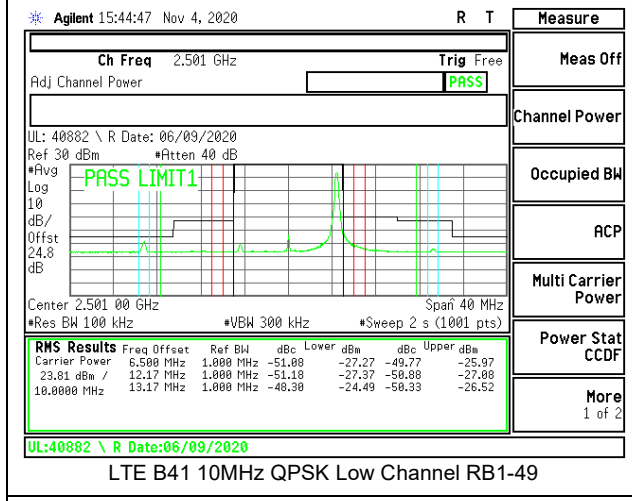 Agilent 15:44:47 Nov 4, 2020 R T
Ch Freq 2.501 GHz Trig Free
Adj Channel Power PASS
UL: 40882 \ R Date: 06/09/2020
Ref 30 dBm #Atten 40 dB
#Avg
Log
10
dB/
Offst
24.8
dB
PASS LIMIT1
Center 2.501 00 GHz Span 40 MHz
#Res BW 100 kHz #VBW 300 kHz #Sweep 2 s (1001 pts)
RMS Results Freq Offset Ref BW dBc Lower dBm dBc Upper dBm
Carrier Power 6.500 MHz 1.000 MHz -51.08 -27.27 -49.77 -25.97
23.81 dBm / 12.17 MHz 1.000 MHz -51.18 -27.37 -50.88 -27.08
10.0000 MHz 13.17 MHz 1.000 MHz -48.30 -24.49 -50.33 -26.52
UL:40882 \ R Date:06/09/2020
Measure
Meas Off
Channel Power
Occupied BW
ACP
Multi Carrier
Power
Power Stat
CCDF
More
1 of 2
LTE B41 10MHz QPSK Low Channel RB1-49